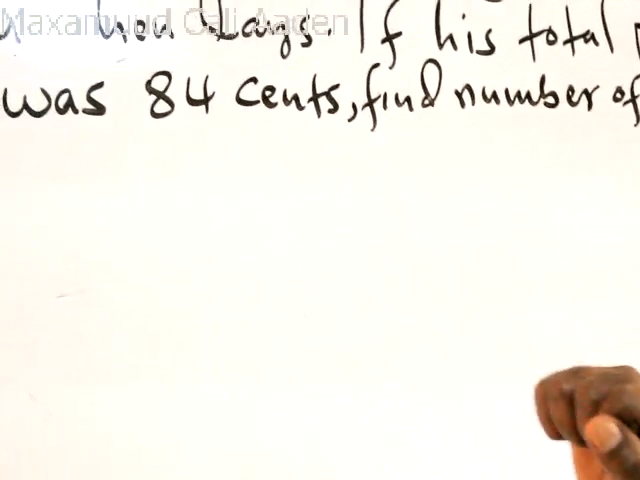 Maxamuud Cali Aaden
days. If his total
was 84 cents, find number of